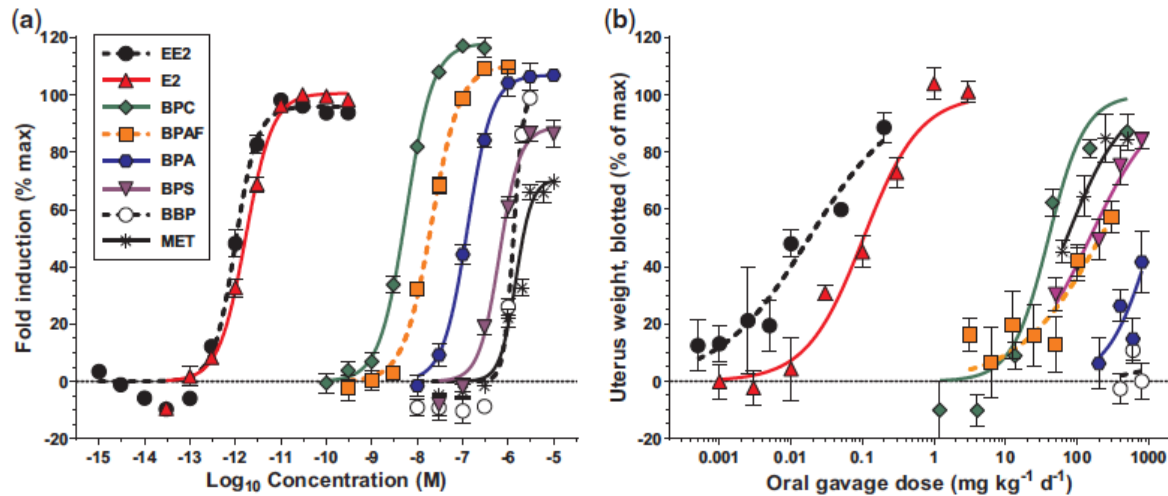 (a)
120
100
80
60
40
20
0
-20
Fold induction (% max)
EE2
E2
BPC
BPAF
BPA
BPS
BBP
MET
-15 -14 -13 -12 -11 -10 -9 -8 -7 -6 -5
Log10 Concentration (M)
(b)
120
100
80
60
40
20
0
-20
Uterus weight, blotted (% of max)
0.001 0.01 0.1 1 10 100 1000
Oral gavage dose (mg kg-1 d-1)